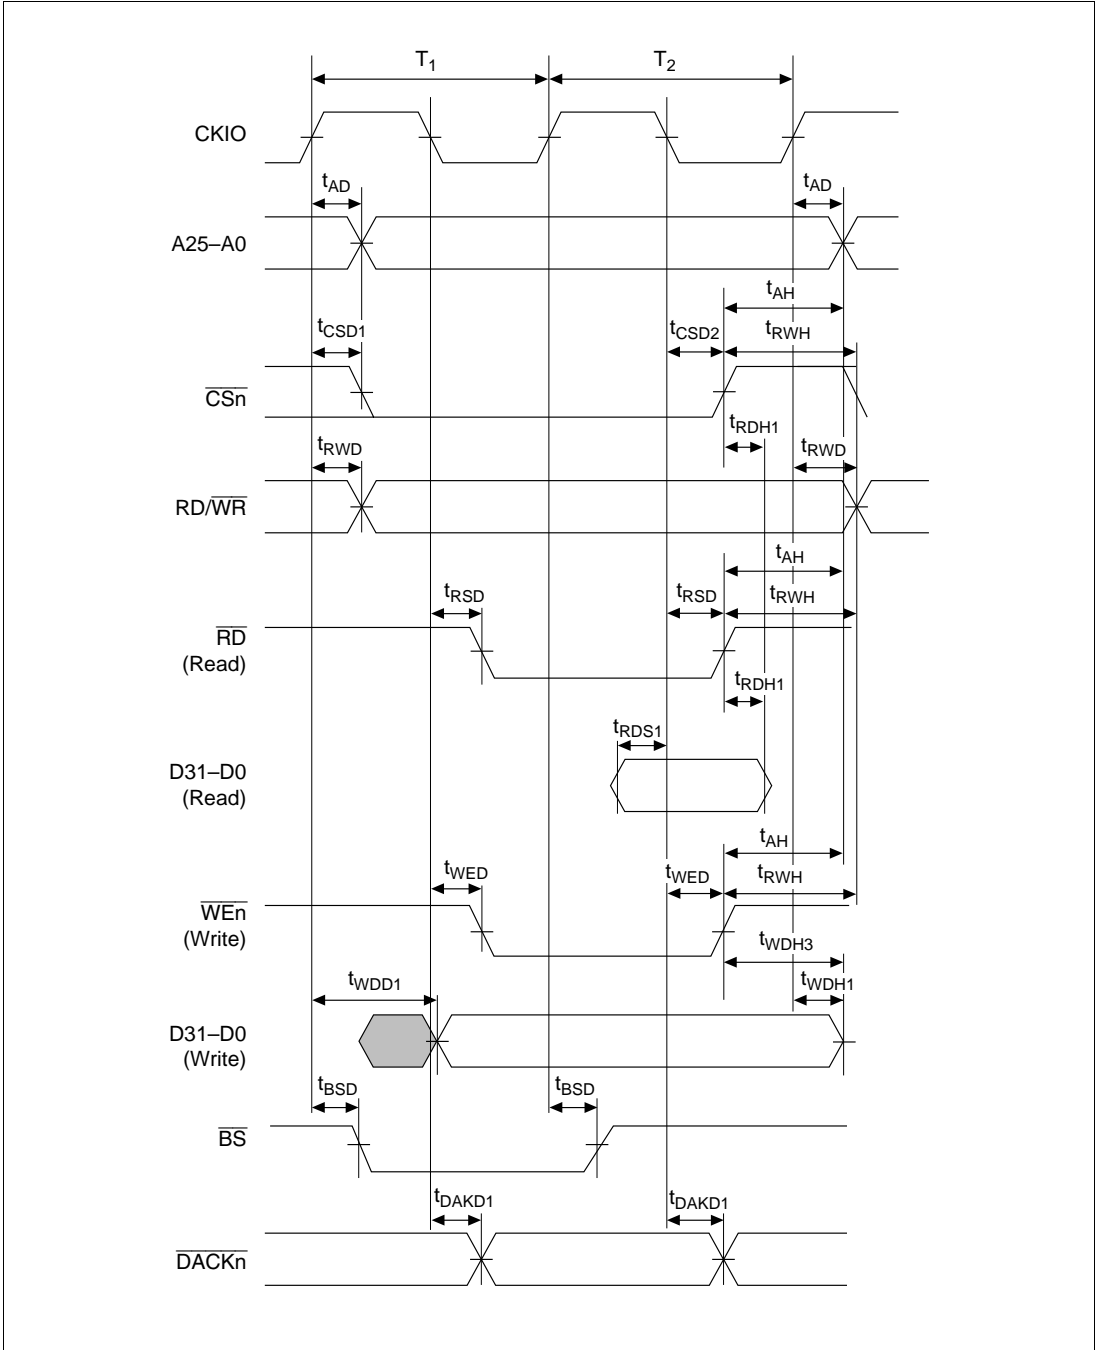 T1 T2
CKIO
tAD tAD
A25–A0
tAH
tCSD1 tCSD2 tRWH
CSn
tRDH1
tRWD tRWD
RD/WR
tAH
tRSD tRSD tRWH
RD
(Read)
tRDH1
tRDS1
D31–D0
(Read)
tAH
tWED tWED tRWH
WEn
(Write)
tWDH3
tWDD1 tWDH1
D31–D0
(Write)
tBSD tBSD
BS
tDAKD1 tDAKD1
DACKn